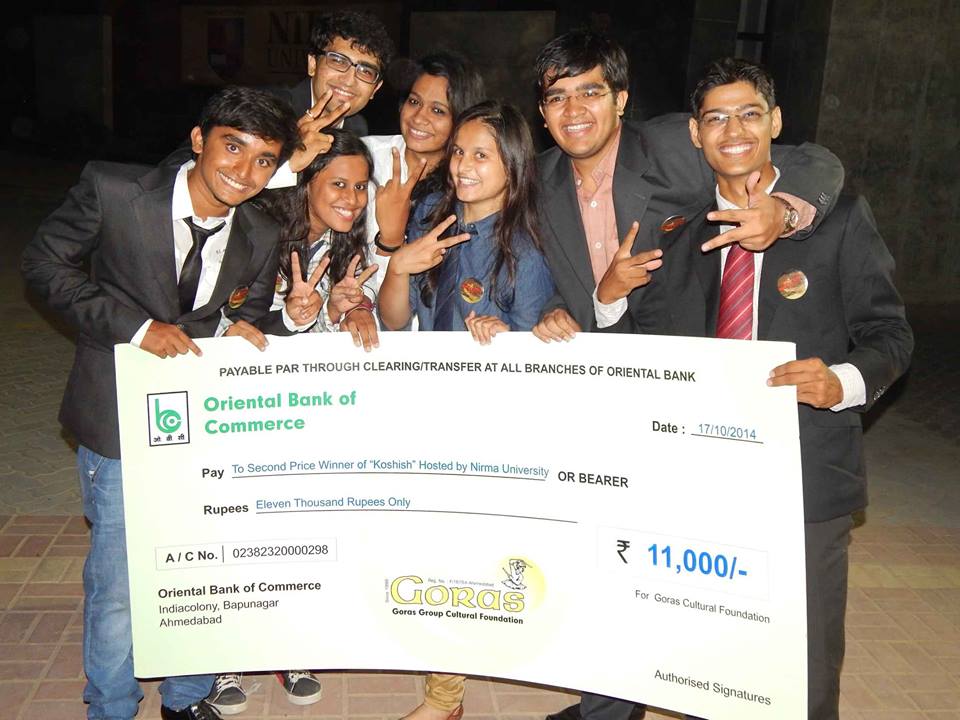 NIRMA
UNIVERSITY
PAYABLE PAR THROUGH CLEARING/TRANSFER AT ALL BRANCHES OF ORIENTAL BANK
ओ बी सी
Oriental Bank of
Commerce
Date : 17/10/2014
Pay To Second Price Winner of "Koshish" Hosted by Nirma University OR BEARER
Rupees Eleven Thousand Rupees Only
A / C No. 02382320000298
₹ 11,000/-
For Goras Cultural Foundation
Oriental Bank of Commerce
Indiacolony, Bapunagar
Ahmedabad
GORAS
Goras Group Cultural Foundation
Authorised Signatures